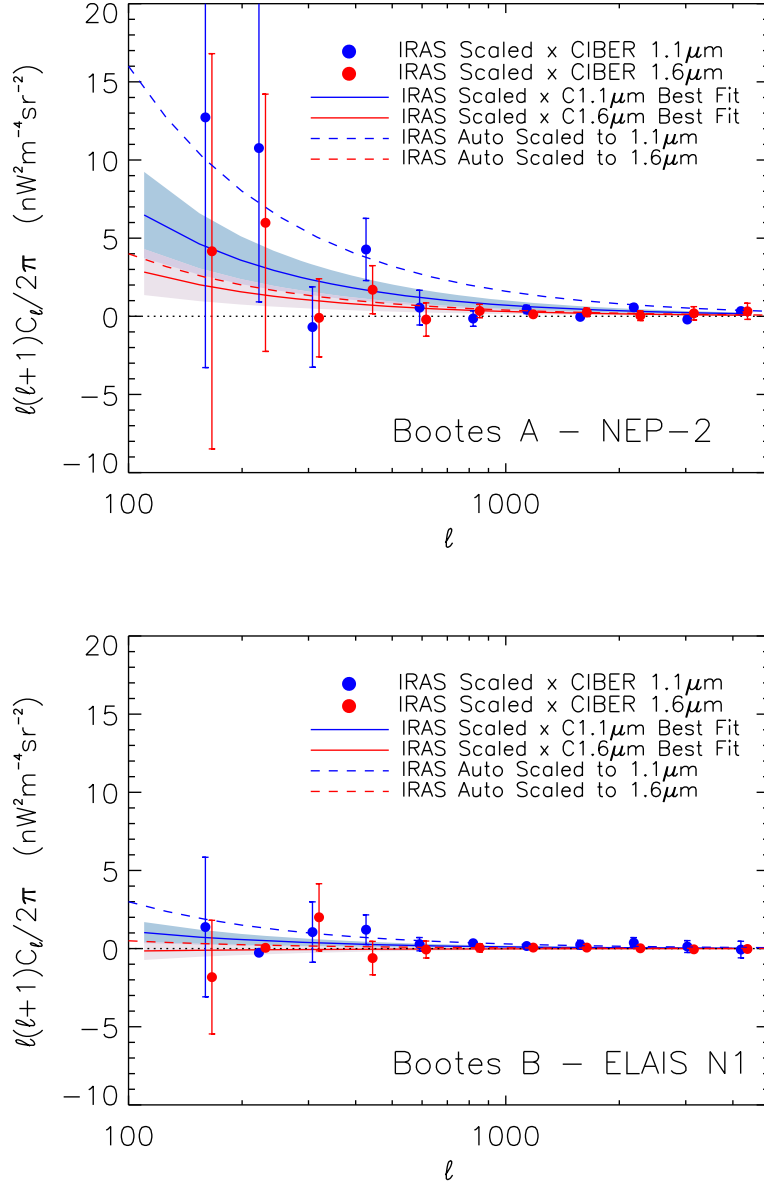 20
15
10
5
0
−5
−10
ℓ(ℓ+1)Cℓ/2π (nW²m⁻⁴sr⁻²)
IRAS Scaled x CIBER 1.1μm
IRAS Scaled x CIBER 1.6μm
IRAS Scaled x C1.1μm Best Fit
IRAS Scaled x C1.6μm Best Fit
IRAS Auto Scaled to 1.1μm
IRAS Auto Scaled to 1.6μm
Bootes A − NEP−2
100 1000
ℓ
20
15
10
5
0
−5
−10
ℓ(ℓ+1)Cℓ/2π (nW²m⁻⁴sr⁻²)
IRAS Scaled x CIBER 1.1μm
IRAS Scaled x CIBER 1.6μm
IRAS Scaled x C1.1μm Best Fit
IRAS Scaled x C1.6μm Best Fit
IRAS Auto Scaled to 1.1μm
IRAS Auto Scaled to 1.6μm
Bootes B − ELAIS N1
100 1000
ℓ